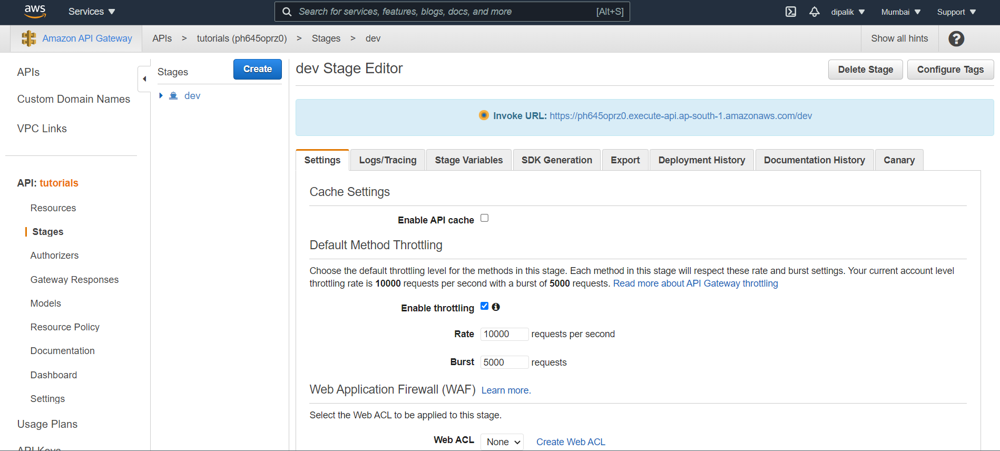 aws
Services
Search for services, features, blogs, docs, and more [Alt+S]
dipalik
Mumbai
Support
Amazon API Gateway
APIs > tutorials (ph645oprz0) > Stages > dev
Show all hints
?
APIs
Custom Domain Names
VPC Links
API: tutorials
Resources
Stages
Authorizers
Gateway Responses
Models
Resource Policy
Documentation
Dashboard
Settings
Usage Plans
API Keys
Stages
Create
dev
dev Stage Editor
Delete Stage
Configure Tags
Invoke URL: https://ph645oprz0.execute-api.ap-south-1.amazonaws.com/dev
Settings
Logs/Tracing
Stage Variables
SDK Generation
Export
Deployment History
Documentation History
Canary
Cache Settings
Enable API cache
Default Method Throttling
Choose the default throttling level for the methods in this stage. Each method in this stage will respect these rate and burst settings. Your current account level
throttling rate is 10000 requests per second with a burst of 5000 requests. Read more about API Gateway throttling
Enable throttling
Rate 10000 requests per second
Burst 5000 requests
Web Application Firewall (WAF) Learn more.
Select the Web ACL to be applied to this stage.
Web ACL None Create Web ACL